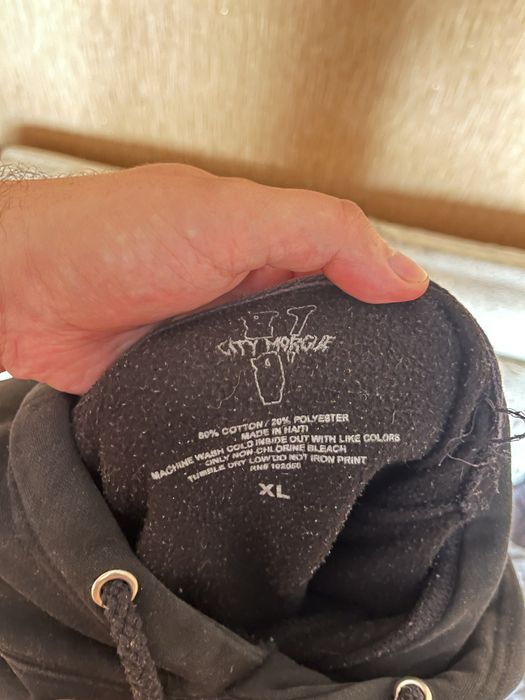 V
CITY MORGUE
80% COTTON / 20% POLYESTER
MADE IN HAITI
MACHINE WASH COLD INSIDE OUT WITH LIKE COLORS
ONLY NON-CHLORINE BLEACH
TUMBLE DRY LOW/DO NOT IRON PRINT
XL